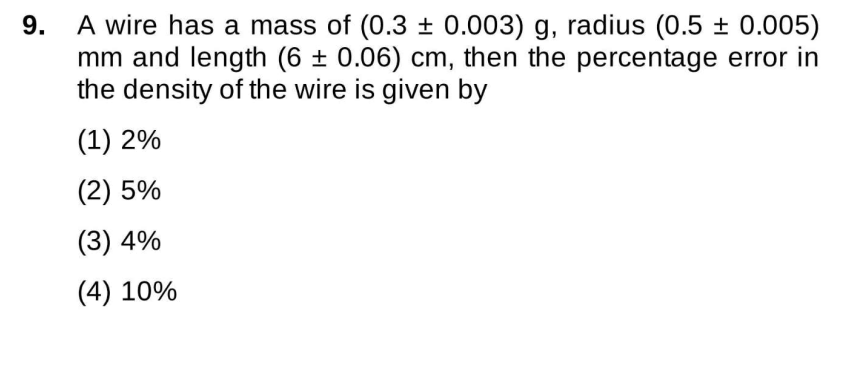 9. A wire has a mass of (0.3 ± 0.003) g, radius (0.5 ± 0.005)
mm and length (6 ± 0.06) cm, then the percentage error in
the density of the wire is given by
(1) 2%
(2) 5%
(3) 4%
(4) 10%